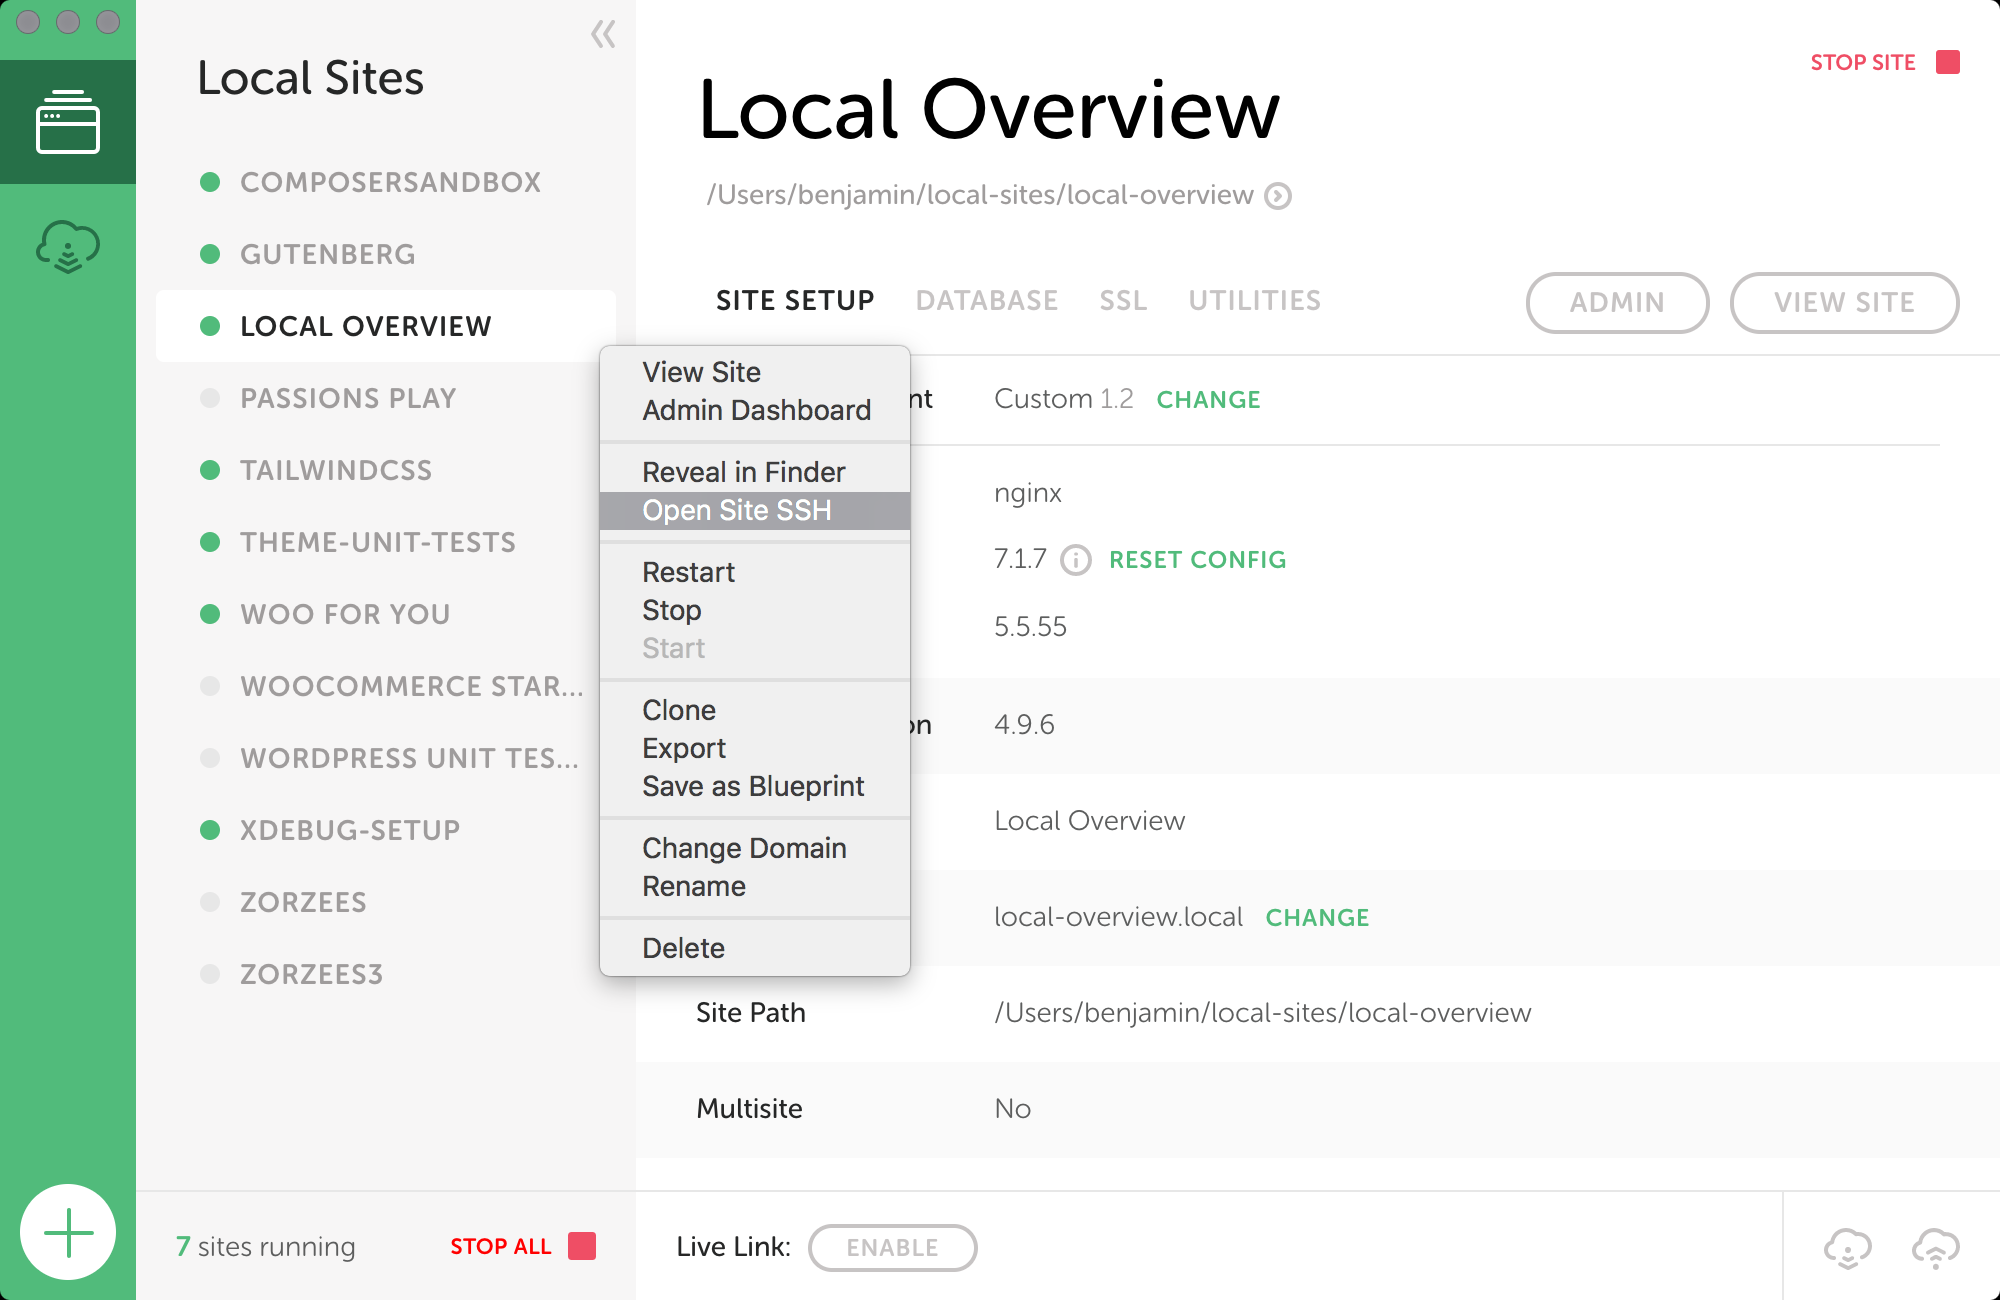 Local Sites
COMPOSERSANDBOX
GUTENBERG
LOCAL OVERVIEW
PASSIONS PLAY
TAILWINDCSS
THEME-UNIT-TESTS
WOO FOR YOU
WOOCOMMERCE STAR...
WORDPRESS UNIT TES...
XDEBUG-SETUP
ZORZEES
ZORZEES3
7 sites running STOP ALL
STOP SITE
Local Overview
/Users/benjamin/local-sites/local-overview
SITE SETUP DATABASE SSL UTILITIES ADMIN VIEW SITE
View Site
Admin Dashboard
Reveal in Finder
Open Site SSH
Restart
Stop
Start
Clone
Export
Save as Blueprint
Change Domain
Rename
Delete
nt Custom 1.2 CHANGE
nginx
7.1.7 RESET CONFIG
5.5.55
on 4.9.6
Local Overview
local-overview.local CHANGE
Site Path /Users/benjamin/local-sites/local-overview
Multisite No
Live Link: ENABLE